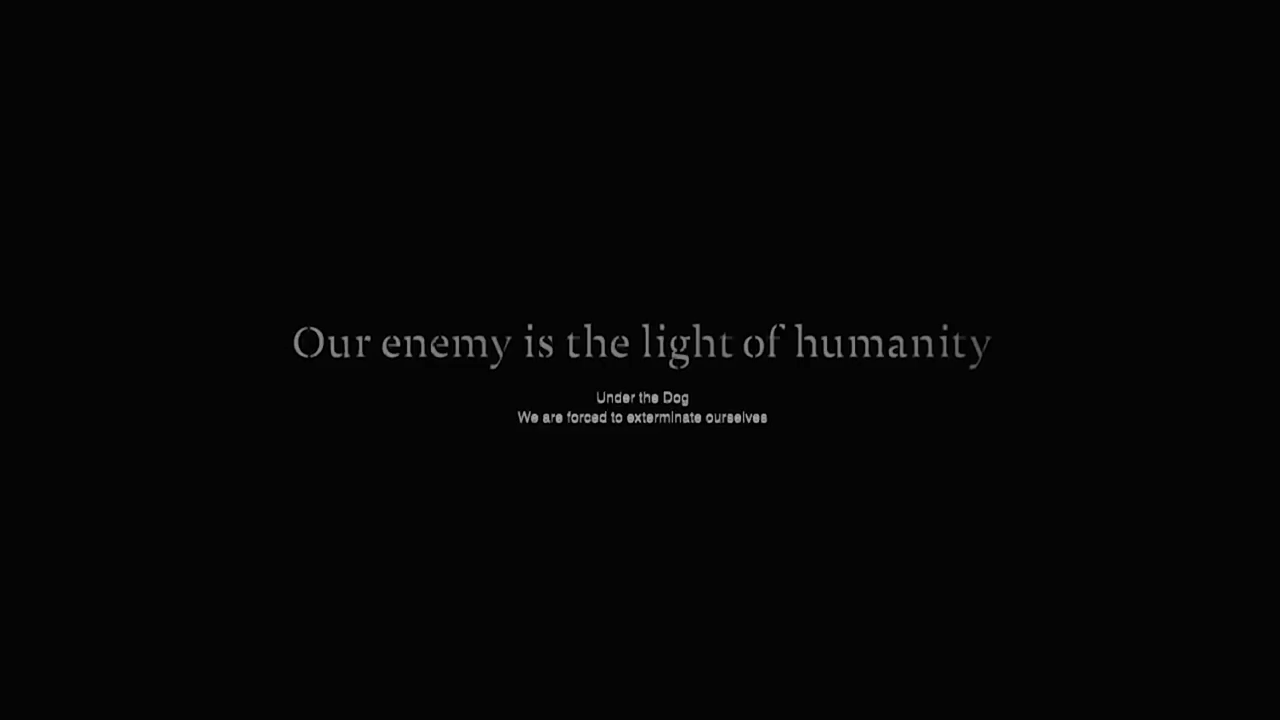 Our enemy is the light of humanity
Under the Dog
We are forced to exterminate ourselves